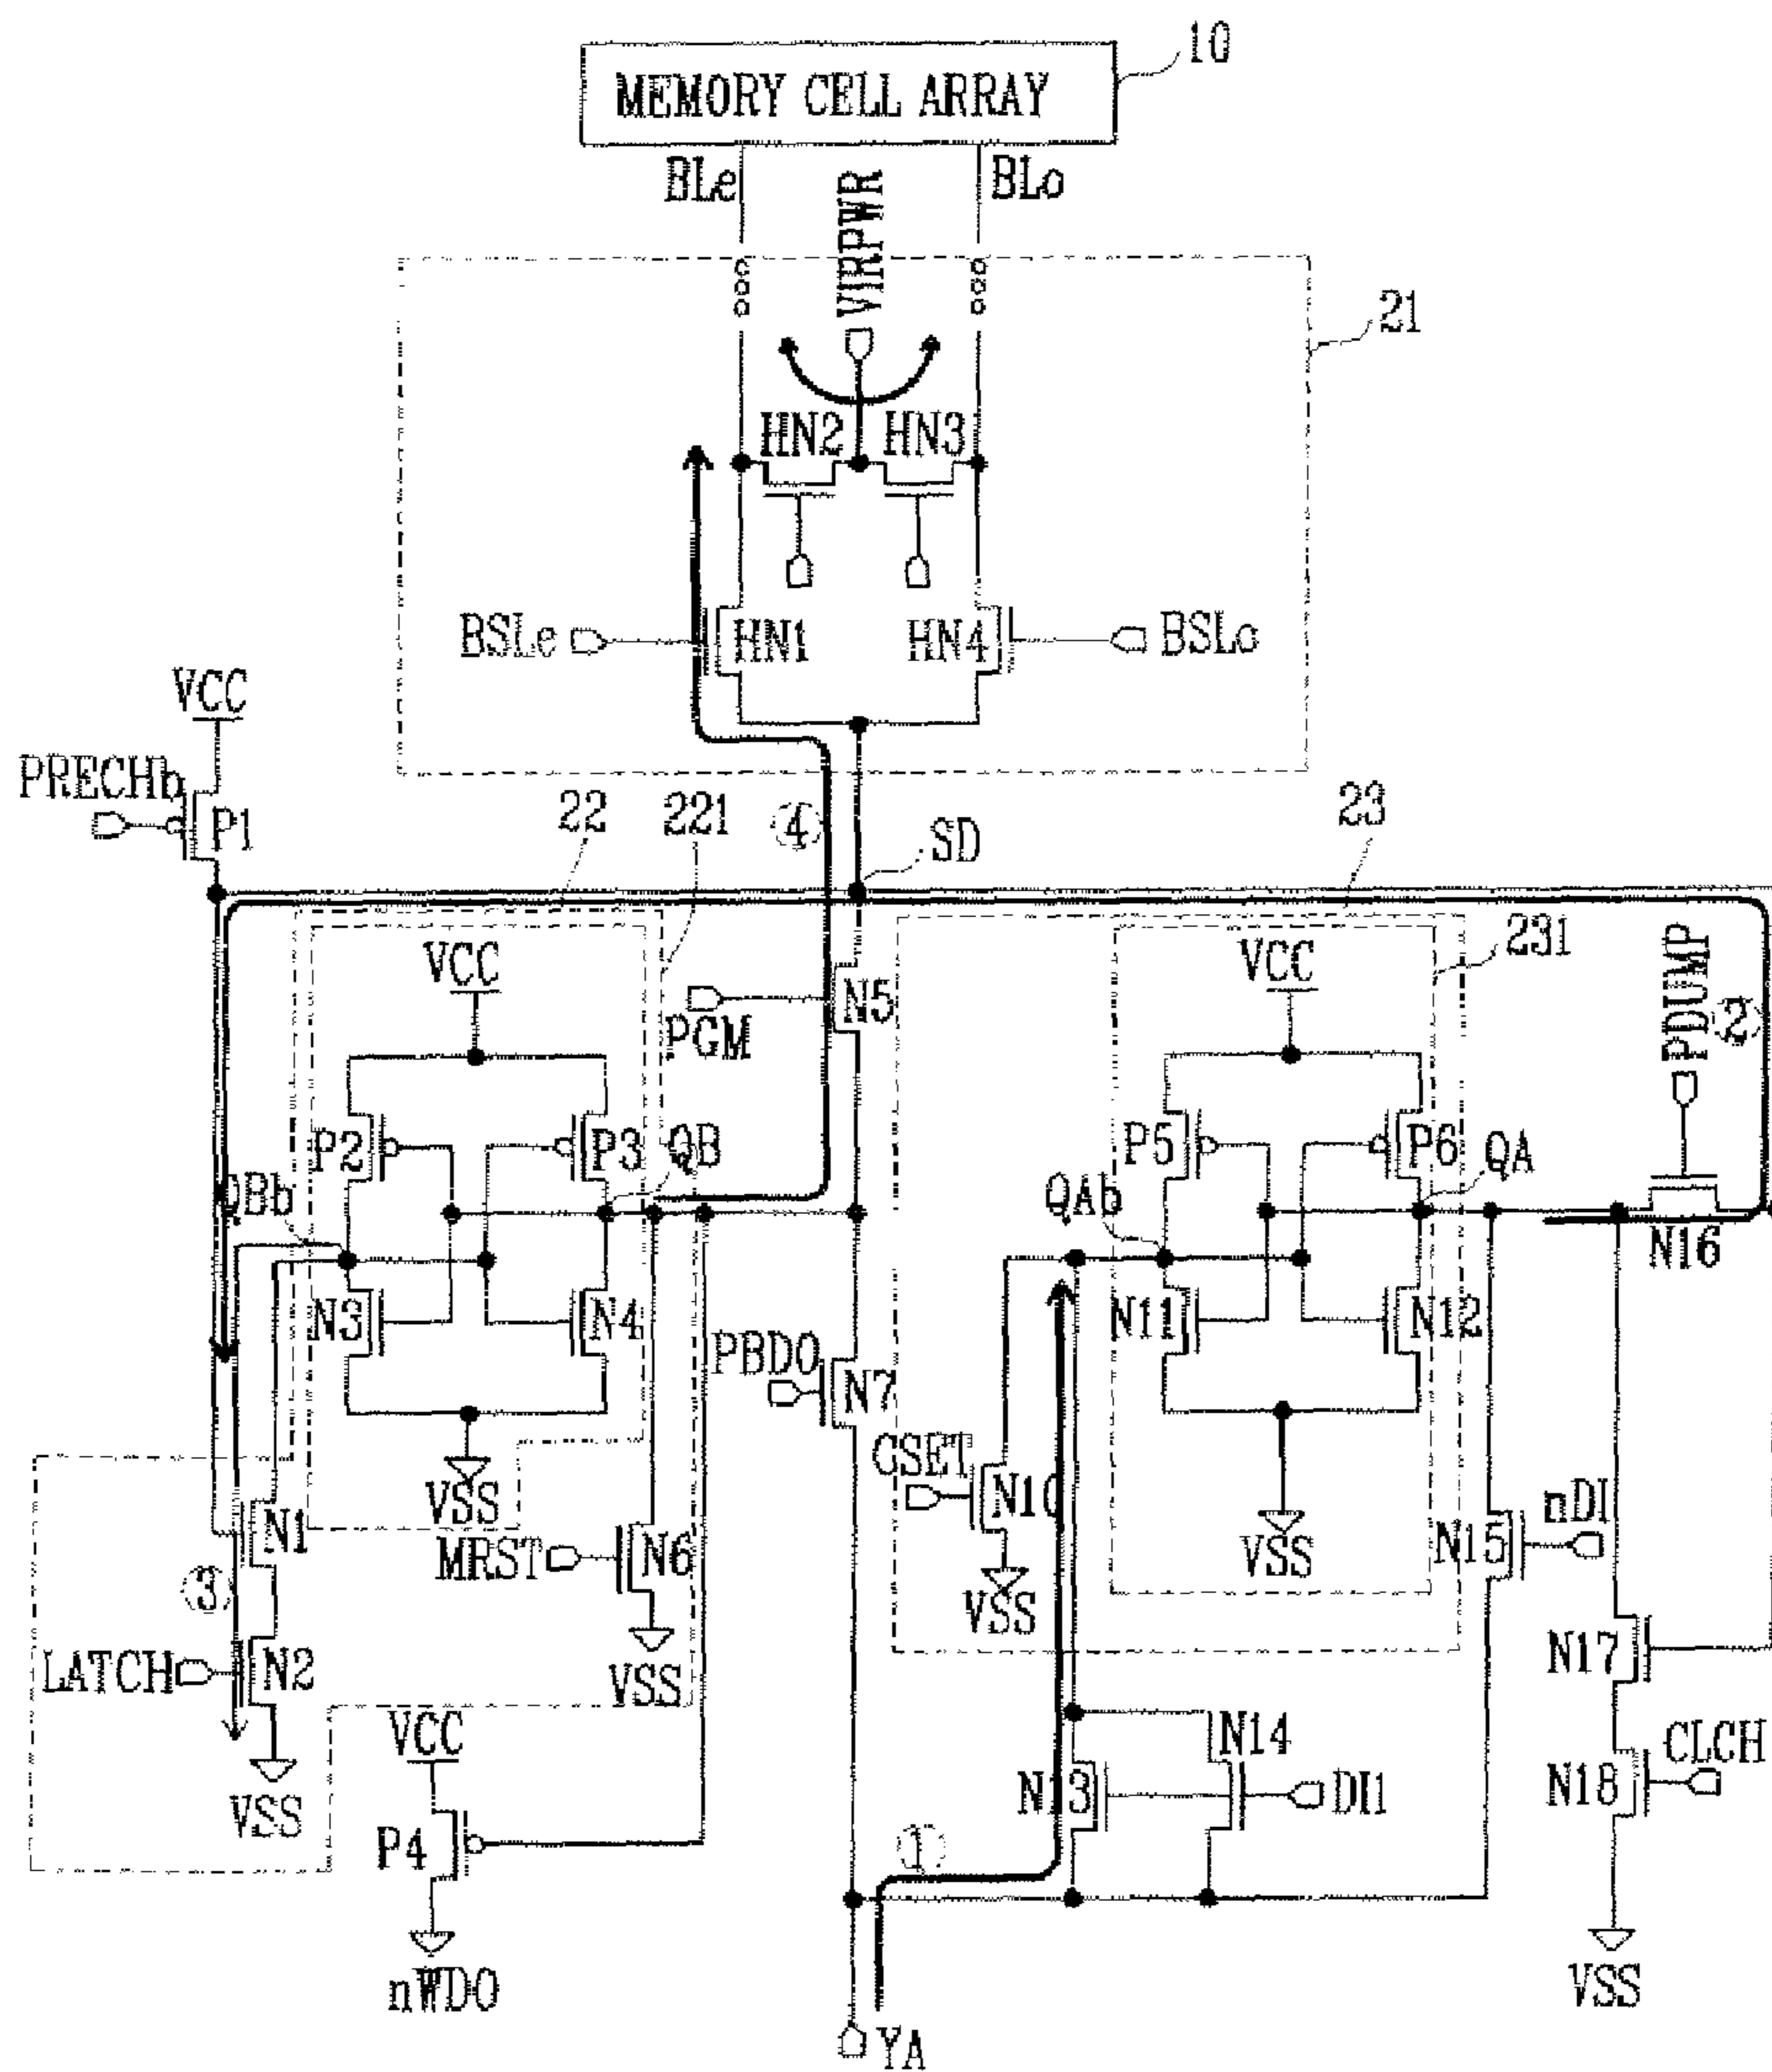 10
MEMORY CELL ARRAY
BLe
BLo
VIRPWR
21
HN2
HN3
BSLe
HN1
HN4
BSLo
VCC
PRECHb
P1
22
221
④
SD
23
231
VCC
PGM
N5
VCC
PDUMP
②
P2
P3
QB
P5
P6
QA
QBb
QAb
N16
N3
N4
N11
N12
PBDO
N7
VSS
GSET
N10
nDI
N15
N1
MRST
N6
VSS
VSS
③
LATCH
N2
VSS
N17
VCC
N14
CLCH
VSS
N13
DI1
N18
P4
①
nWDO
VSS
YA